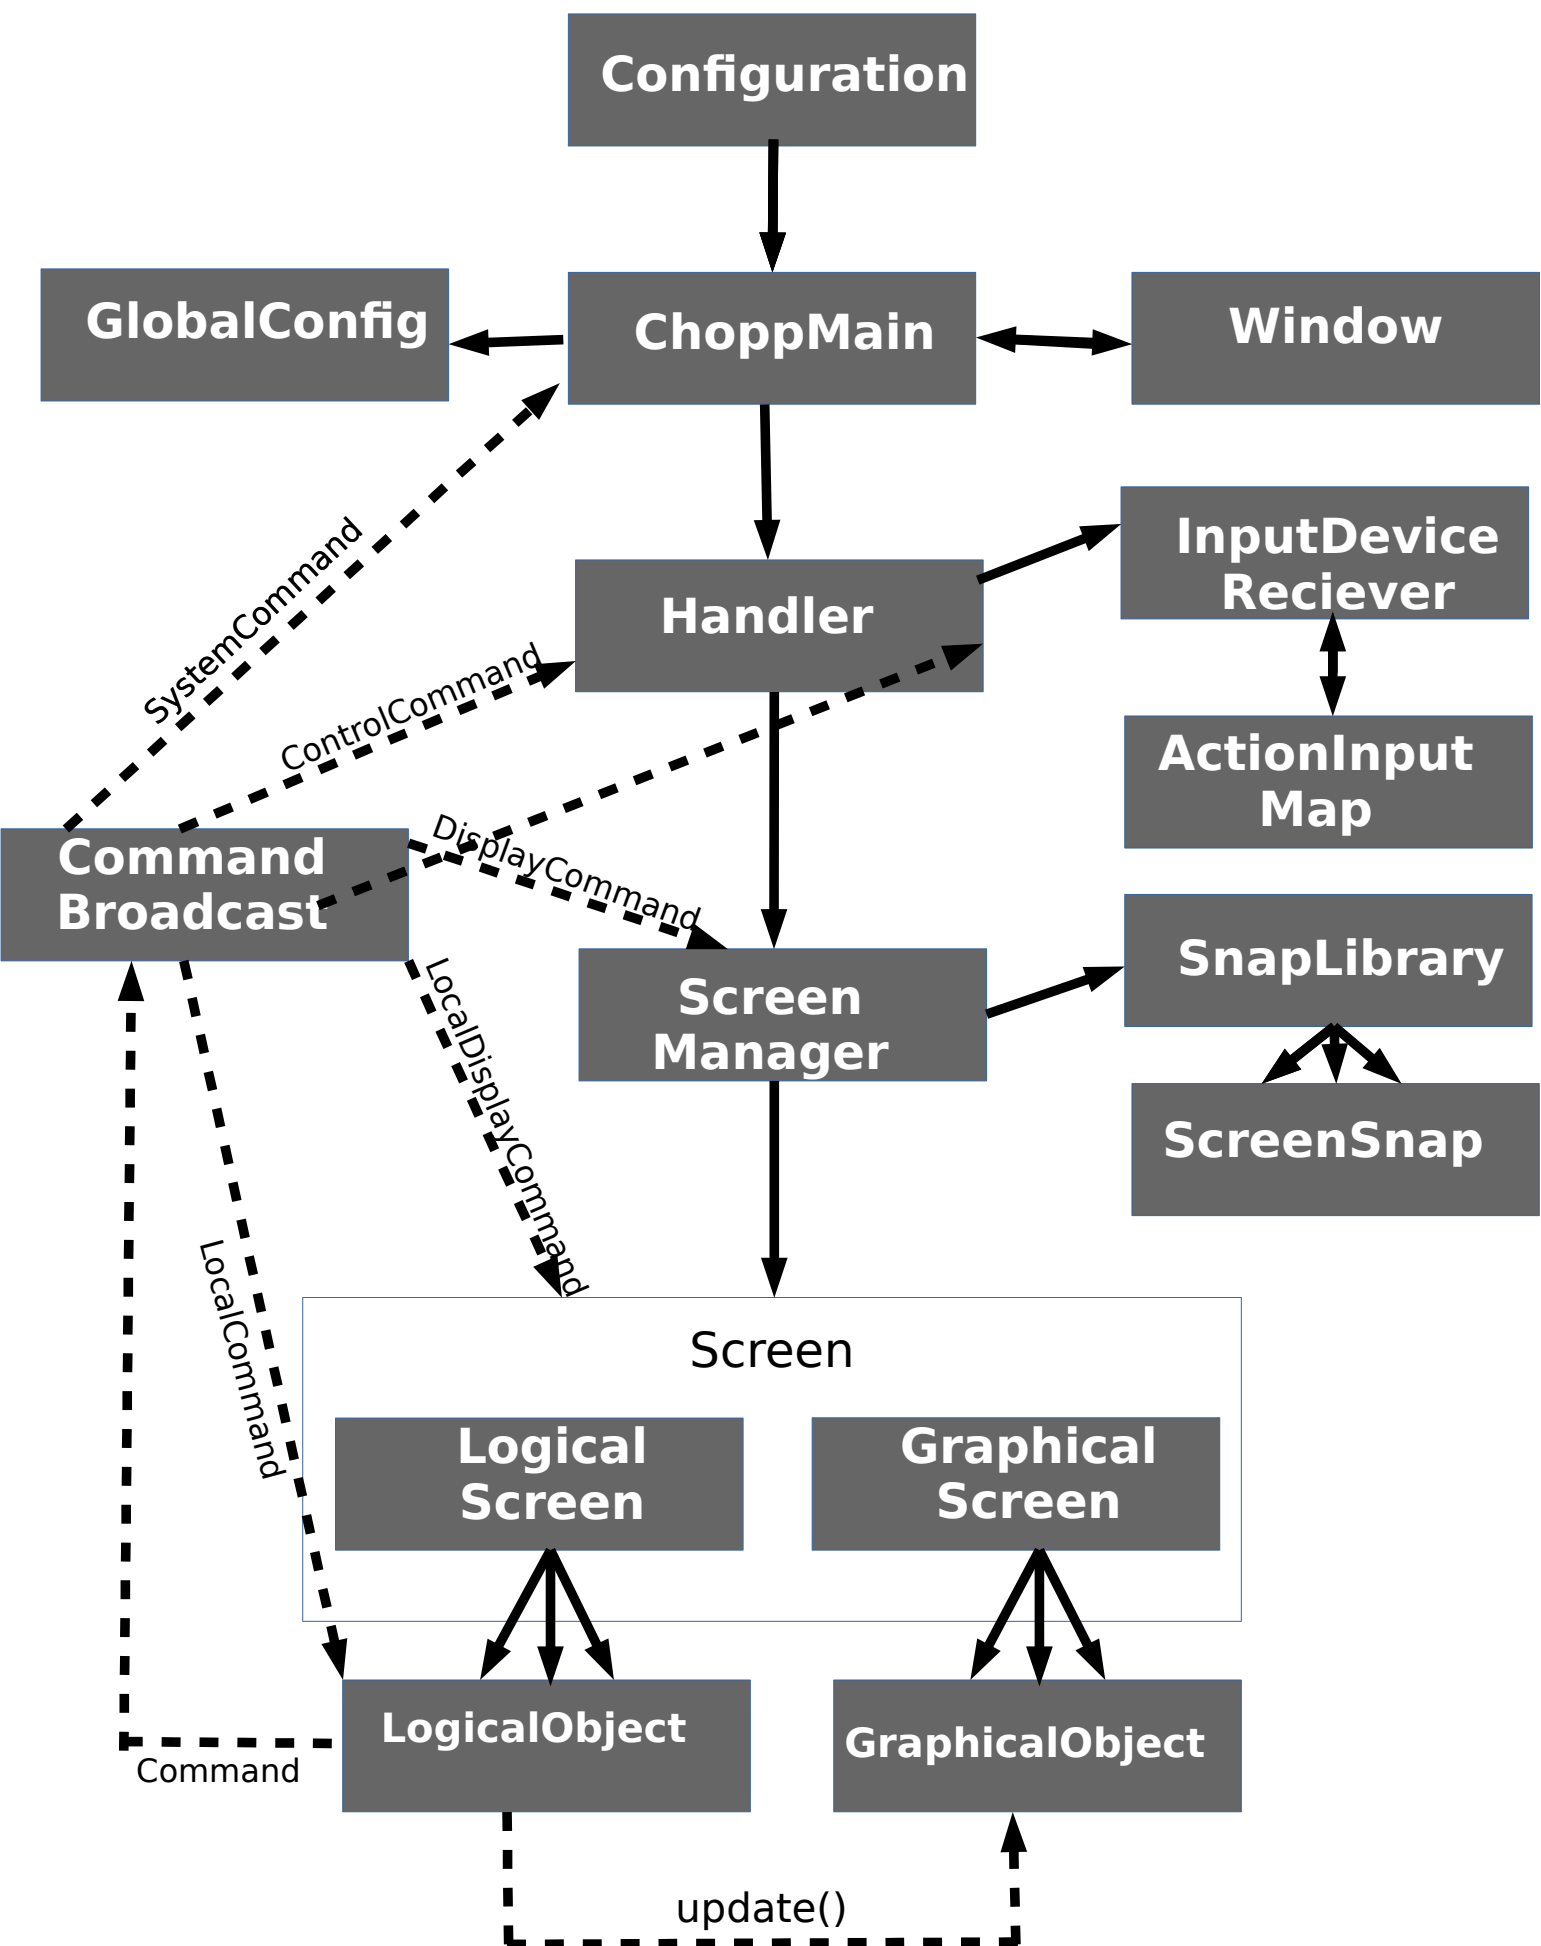 Configuration
GlobalConfig
ChoppMain
Window
SystemCommand
InputDevice
Reciever
Handler
ControlCommand
ActionInput
Map
DisplayCommand
Command
Broadcast
Screen
Manager
SnapLibrary
LocalDisplayCommand
ScreenSnap
LocalCommand
Screen
Logical
Screen
Graphical
Screen
LogicalObject
GraphicalObject
Command
update()